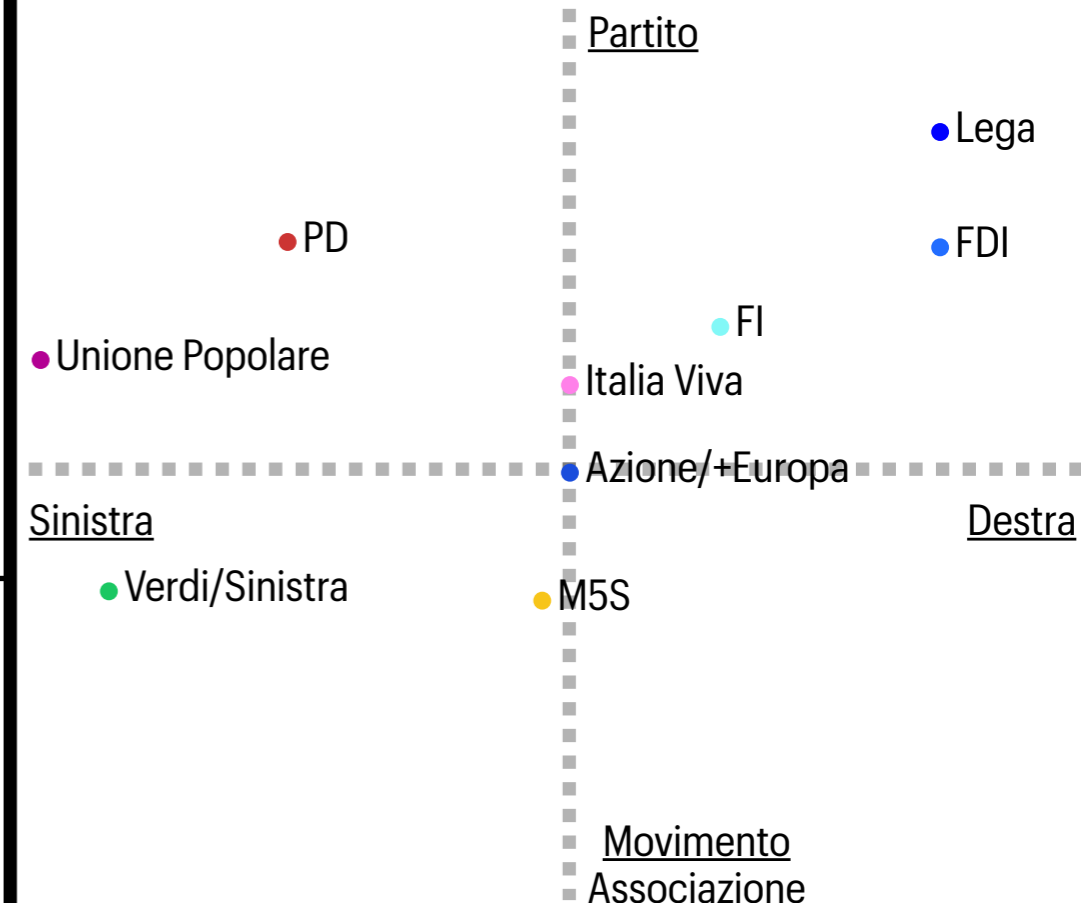 Partito
Lega
PD
FDI
FI
Unione Popolare
Italia Viva
Azione/+Europa
Sinistra
Destra
Verdi/Sinistra
M5S
Movimento
Associazione